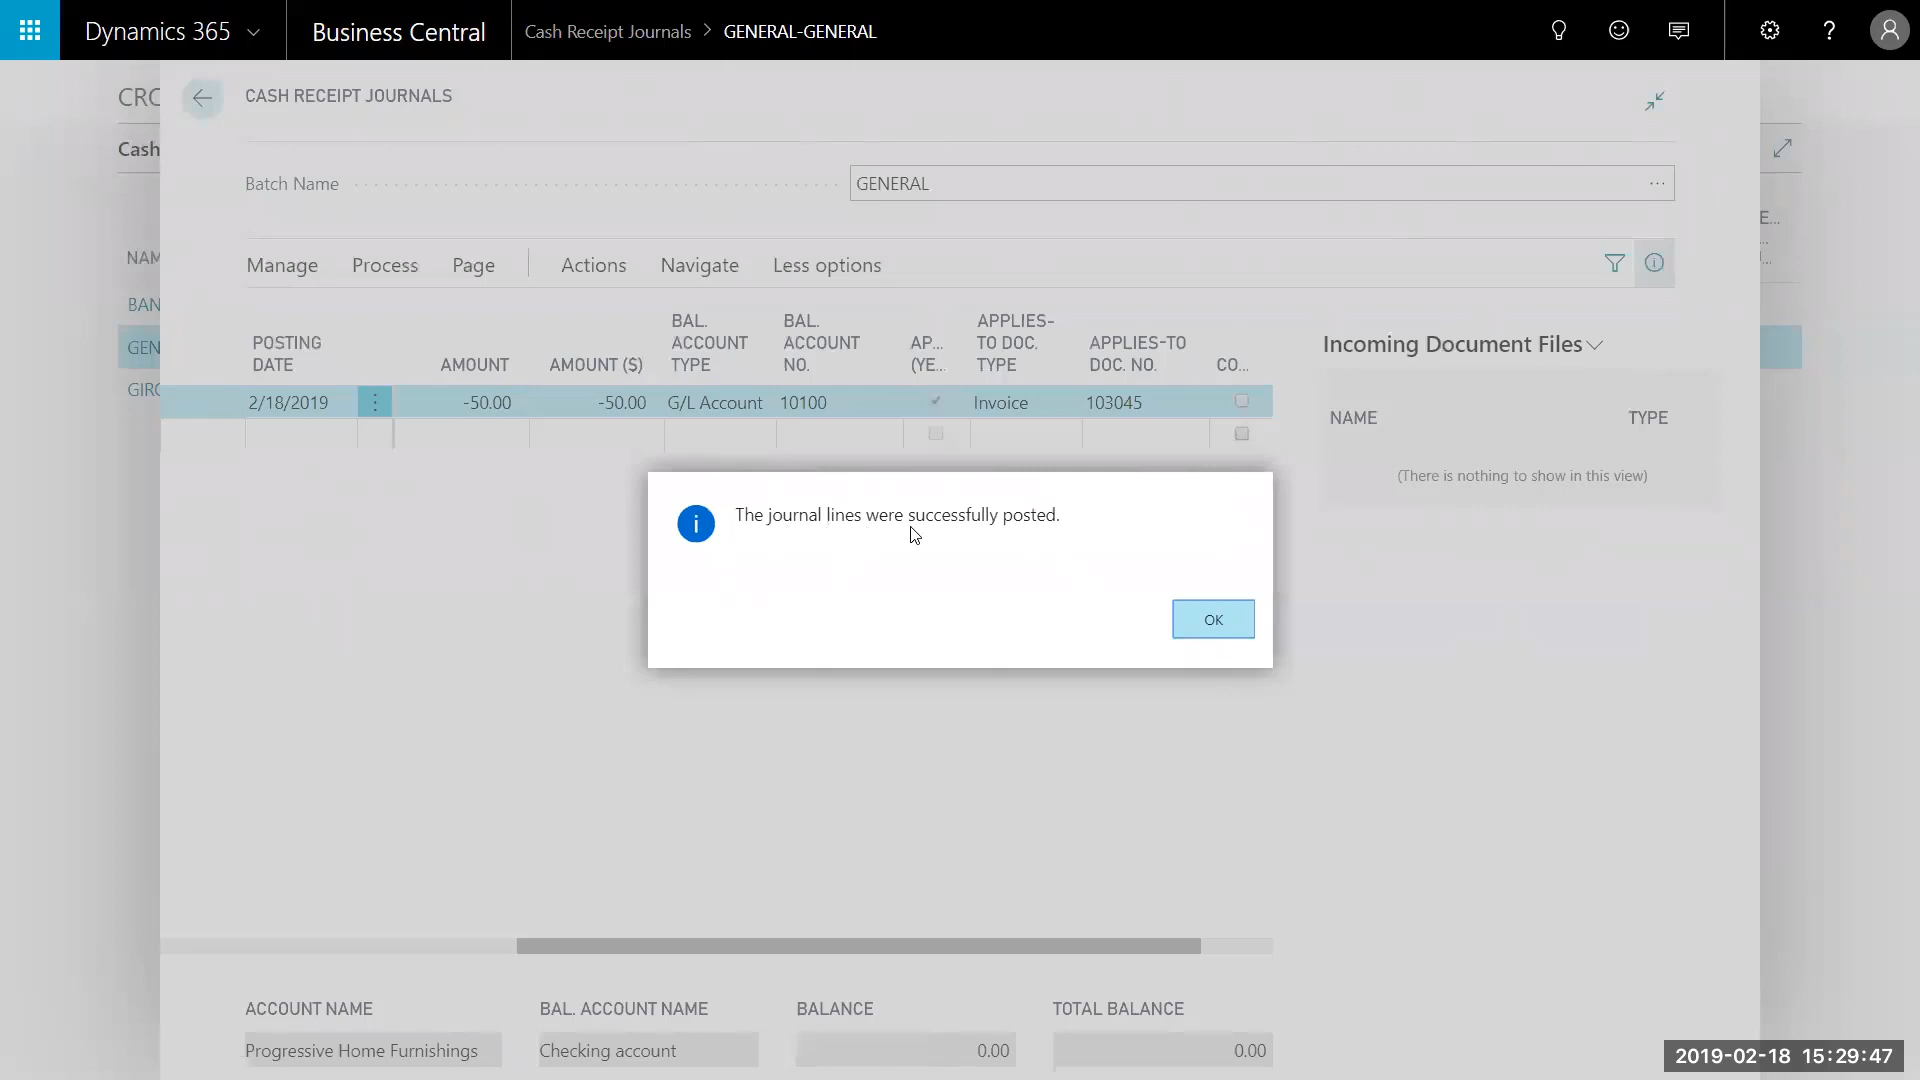 Dynamics 365
Business Central
Cash Receipt Journals > GENERAL-GENERAL
?
CRC
Cash
NAM
BAN
GEN
GIRO
E...
...
...
CASH RECEIPT JOURNALS
Batch Name
GENERAL
...
Manage Process Page Actions Navigate Less options
POSTING DATE
AMOUNT
AMOUNT ($)
BAL. ACCOUNT TYPE
BAL. ACCOUNT NO.
AP... (YE...
APPLIES-TO DOC. TYPE
APPLIES-TO DOC. NO.
CO...
2/18/2019 -50.00 -50.00 G/L Account 10100 Invoice 103045
Incoming Document Files
NAME TYPE
(There is nothing to show in this view)
The journal lines were successfully posted.
OK
ACCOUNT NAME BAL. ACCOUNT NAME BALANCE TOTAL BALANCE
Progressive Home Furnishings Checking account 0.00 0.00
2019-02-18 15:29:47